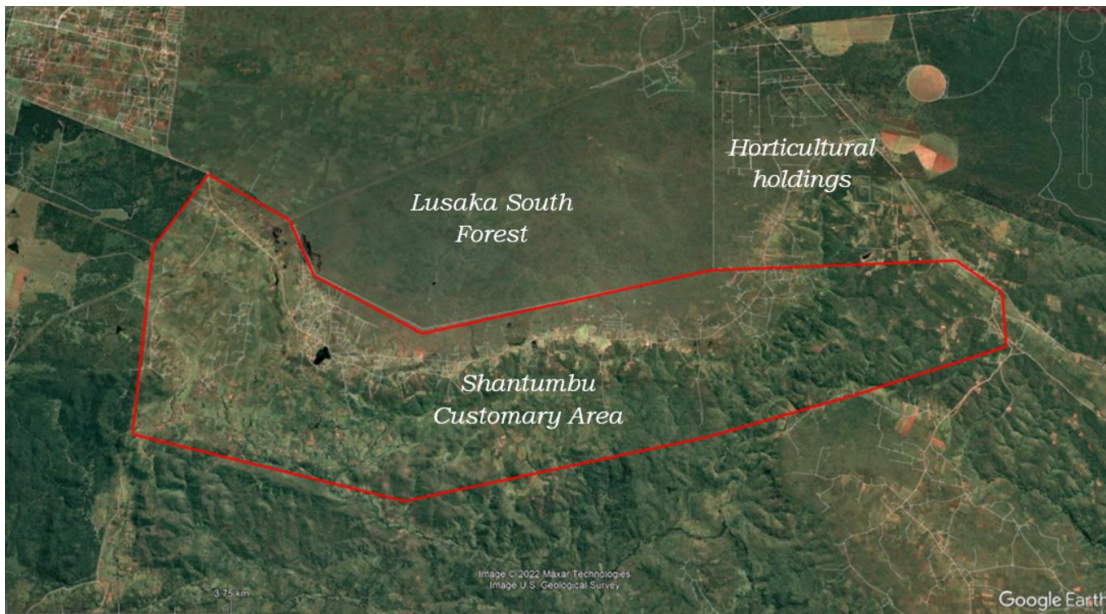 Horticultural
holdings
Lusaka South
Forest
Shantumbu
Customary Area
Image © 2022 Maxar Technologies
Image U.S. Geological Survey
3.75 km
Google Earth